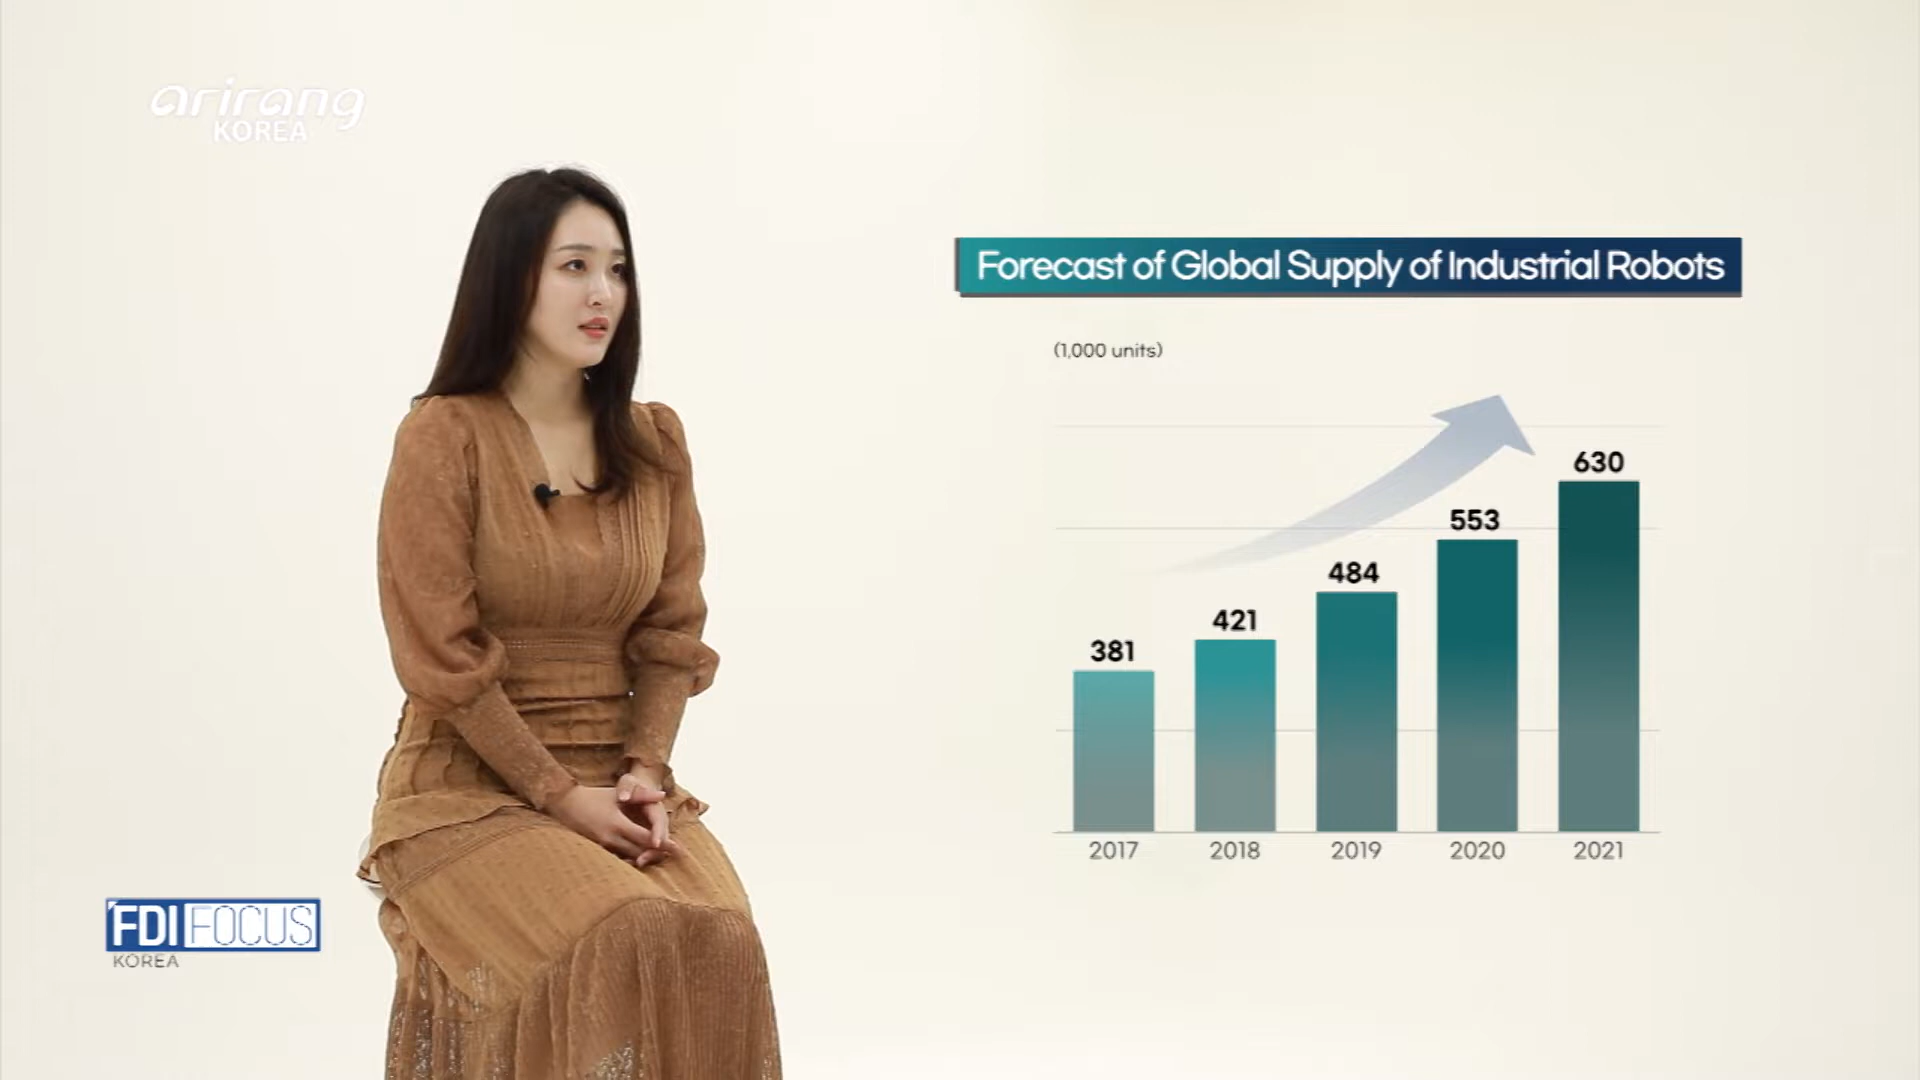 arirang
KOREA
Forecast of Global Supply of Industrial Robots
(1,000 units)
630
553
484
421
381
2017 2018 2019 2020 2021
FDI FOCUS
KOREA